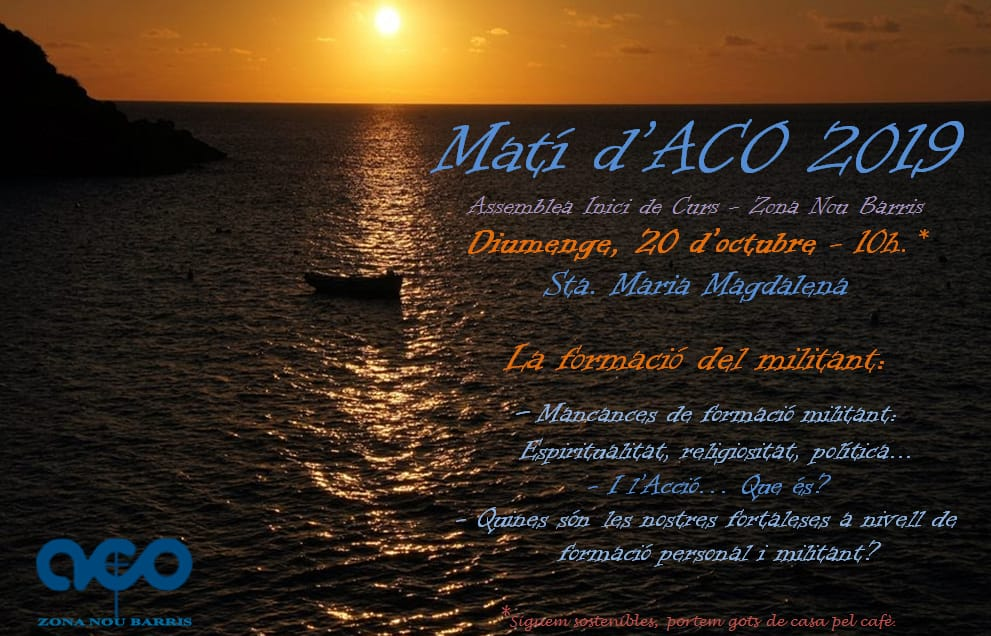 Matí d'ACO 2019
Assemblea Inici de Curs - Zona Nou Barris
Diumenge, 20 d'octubre - 10h. *
Sta. Maria Magdalena
La formació del militant:
- Mancances de formació militant:
Espiritualitat, religiositat, política...
- I l'Acció... Que és?
- Quines són les nostres fortaleses a nivell de
formació personal i militant?
aco
ZONA NOU BARRIS
*Siguem sostenibles, portem gots de casa pel cafè.